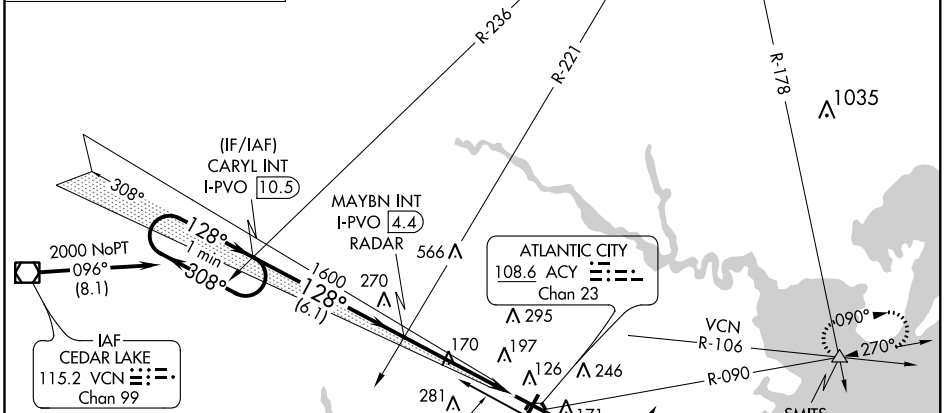 R-236
R-221
R-178
1035
(IF/IAF)
CARYL INT
I-PVO 10.5
308°
MAYBN INT
I-PVO 4.4
RADAR
128°
1 min
308°
2000 NoPT
096°
(8.1)
1600
128°
(6.1)
270
566
ATLANTIC CITY
108.6 ACY
Chan 23
295
VCN
R-106
090°
270°
IAF
CEDAR LAKE
115.2 VCN
Chan 99
170
197
126
246
R-090
281
171
SMITS